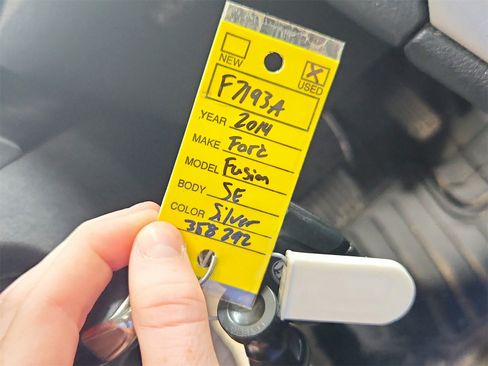 NEW
X
USED
F7193A
YEAR 2014
MAKE Ford
MODEL Fusion
BODY SE
COLOR Silver
358 292